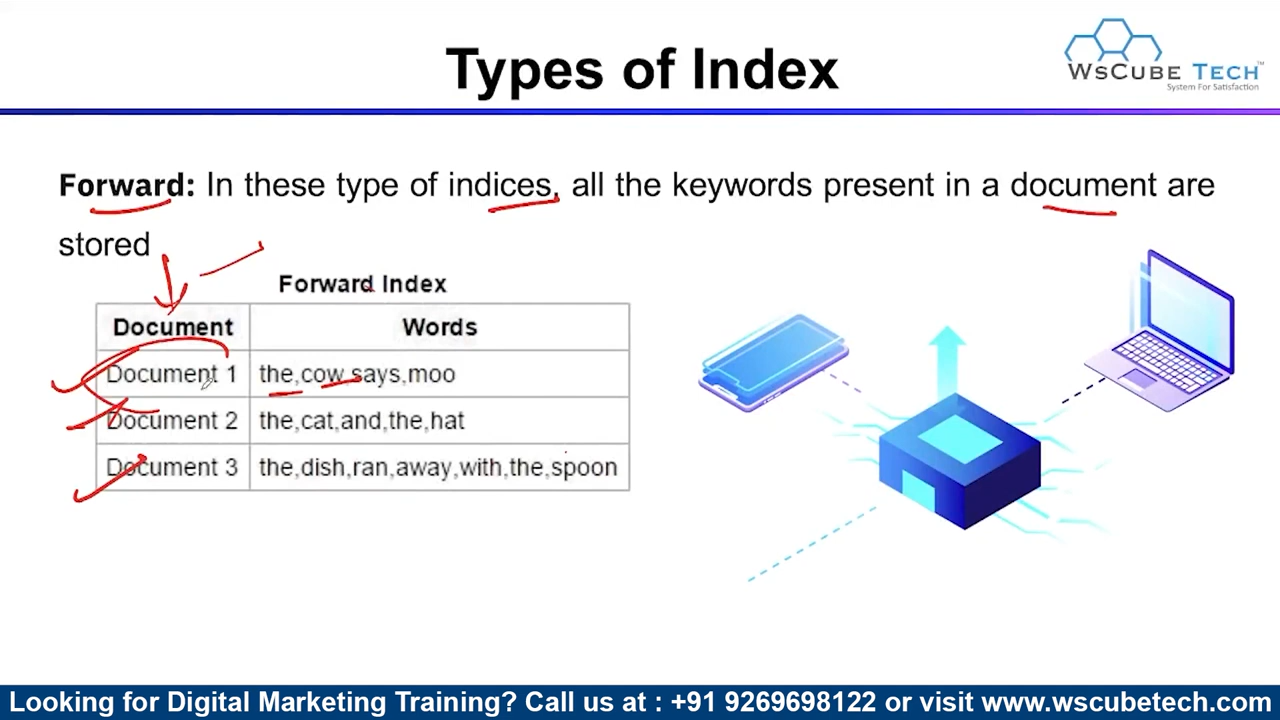 Types of Index
WSCUBE TECH™
System For Satisfaction
Forward: In these type of indices, all the keywords present in a document are
stored
Forward Index
Document Words
Document 1 the,cow says,moo
Document 2 the,cat,and,the,hat
Document 3 the,dish,ran,away,with,the,spoon
Looking for Digital Marketing Training? Call us at : +91 9269698122 or visit www.wscubetech.com